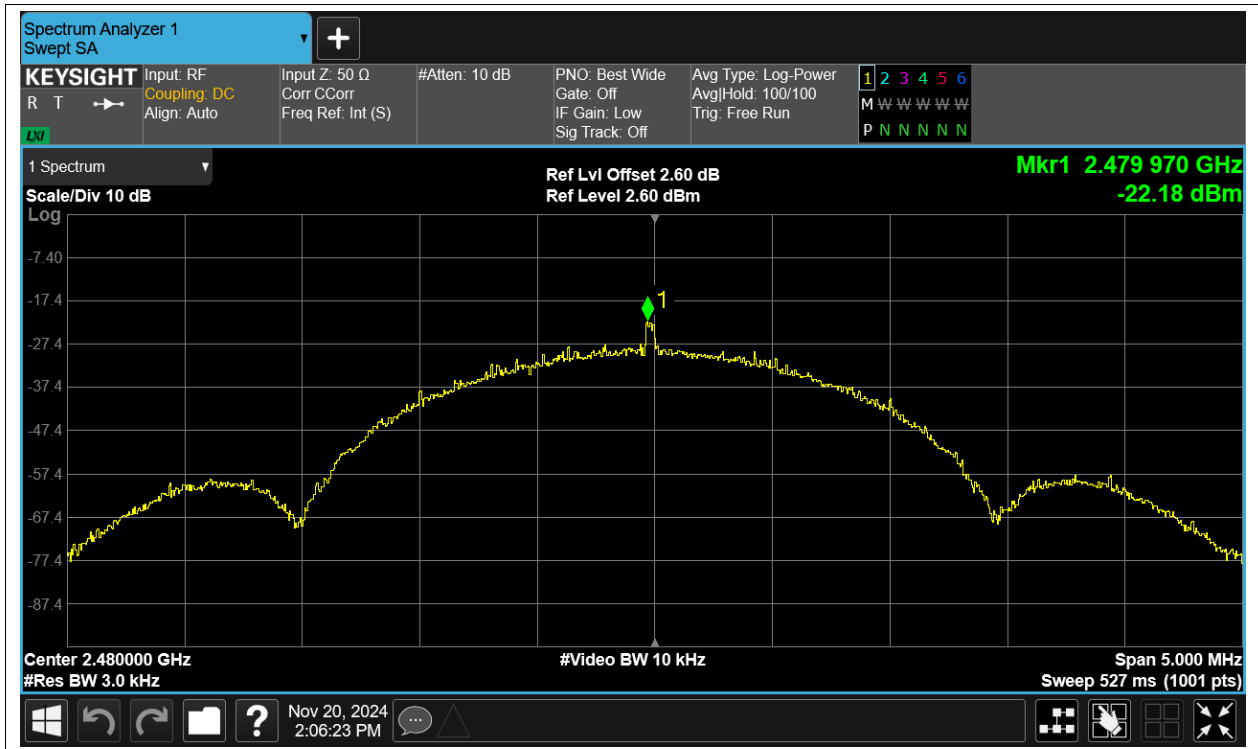 Spectrum Analyzer 1
Swept SA
KEYSIGHT
R T
LXI
Input: RF
Coupling: DC
Align: Auto
Input Z: 50 Ω
Corr CCorr
Freq Ref: Int (S)
#Atten: 10 dB
PNO: Best Wide
Gate: Off
IF Gain: Low
Sig Track: Off
Avg Type: Log-Power
Avg|Hold: 100/100
Trig: Free Run
1 2 3 4 5 6
M W W W W W
P N N N N N
1 Spectrum
Scale/Div 10 dB
Ref Lvl Offset 2.60 dB
Ref Level 2.60 dBm
Mkr1 2.479 970 GHz
-22.18 dBm
Log
-7.40
-17.4
-27.4
-37.4
-47.4
-57.4
-67.4
-77.4
-87.4
1
Center 2.480000 GHz
#Res BW 3.0 kHz
#Video BW 10 kHz
Span 5.000 MHz
Sweep 527 ms (1001 pts)
?
Nov 20, 2024
2:06:23 PM